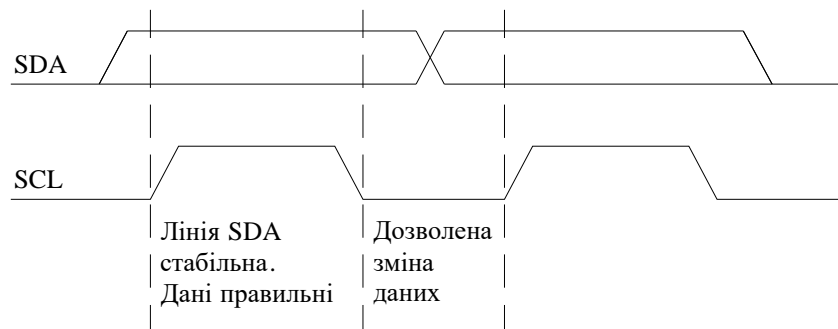 SDA
SCL
Лінія SDA
стабільна.
Дані правильні
Дозволена
зміна
даних